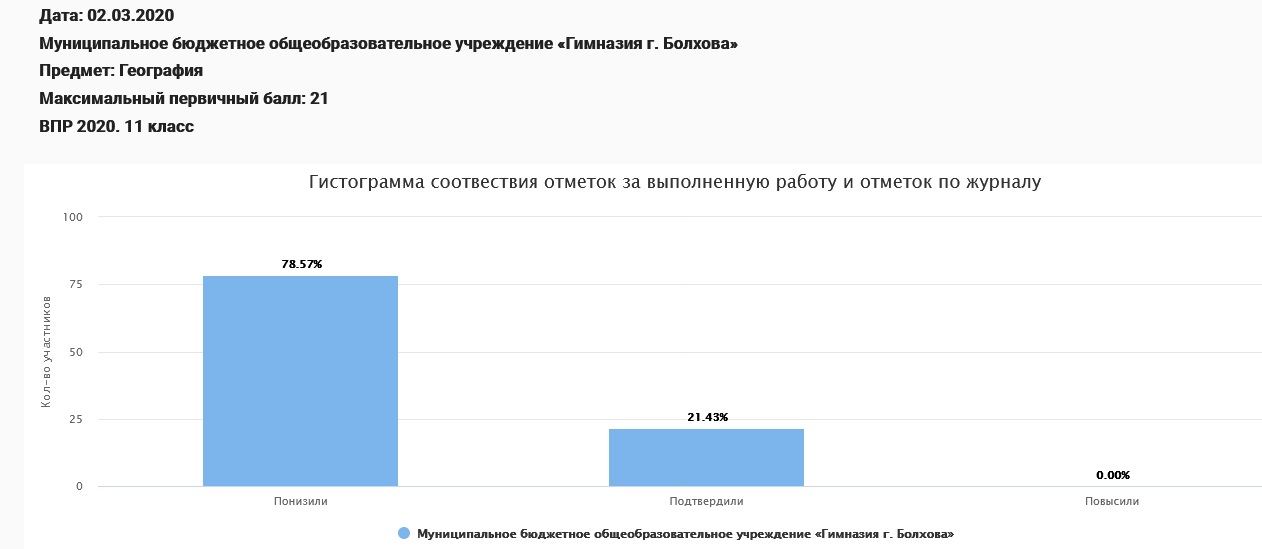 Дата: 02.03.2020
Муниципальное бюджетное общеобразовательное учреждение «Гимназия г. Болхова»
Предмет: География
Максимальный первичный балл: 21
ВПР 2020. 11 класс
Гистограмма соотвествия отметок за выполненную работу и отметок по журналу
Кол-во участников
100
75
50
25
0
78.57%
21.43%
0.00%
Понизили
Подтвердили
Повысили
Муниципальное бюджетное общеобразовательное учреждение «Гимназия г. Болхова»